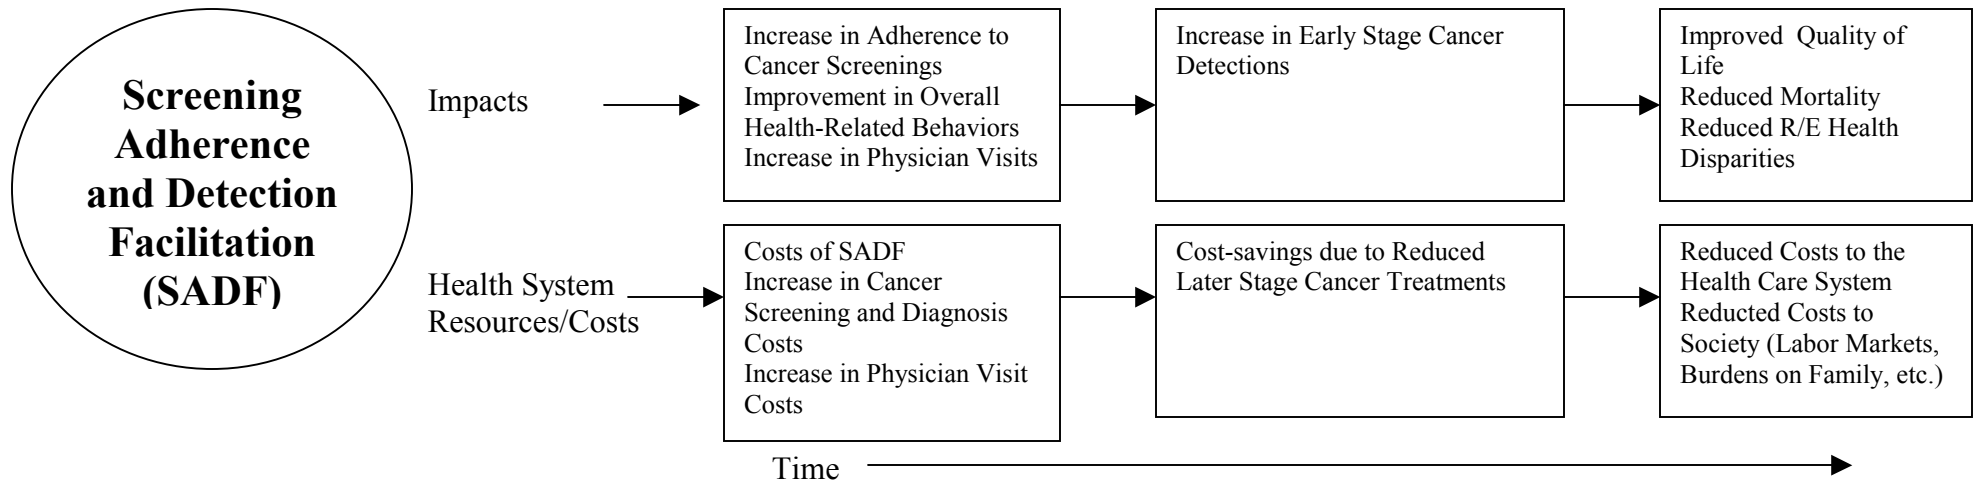 Screening
Adherence
and Detection
Facilitation
(SADF)
Impacts
Increase in Adherence to
Cancer Screenings
Improvement in Overall
Health-Related Behaviors
Increase in Physician Visits
Increase in Early Stage Cancer
Detections
Improved Quality of
Life
Reduced Mortality
Reduced R/E Health
Disparities
Health System
Resources/Costs
Costs of SADF
Increase in Cancer
Screening and Diagnosis
Costs
Increase in Physician Visit
Costs
Cost-savings due to Reduced
Later Stage Cancer Treatments
Reduced Costs to the
Health Care System
Reducted Costs to
Society (Labor Markets,
Burdens on Family, etc.)
Time